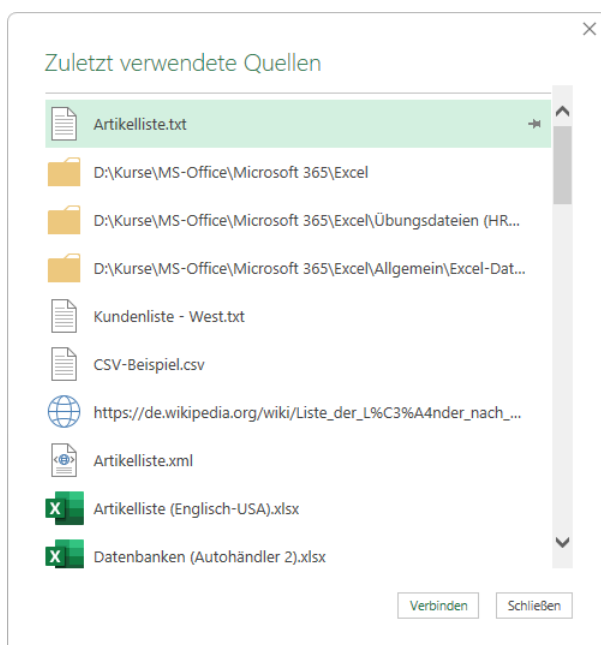 Zuletzt verwendete Quellen
Artikelliste.txt
D:\Kurse\MS-Office\Microsoft 365\Excel
D:\Kurse\MS-Office\Microsoft 365\Excel\Übungsdateien (HR...
D:\Kurse\MS-Office\Microsoft 365\Excel\Allgemein\Excel-Dat...
Kundenliste - West.txt
CSV-Beispiel.csv
https://de.wikipedia.org/wiki/Liste_der_L%C3%A4nder_nach_...
Artikelliste.xml
Artikelliste (Englisch-USA).xlsx
Datenbanken (Autohändler 2).xlsx
Verbinden Schließen